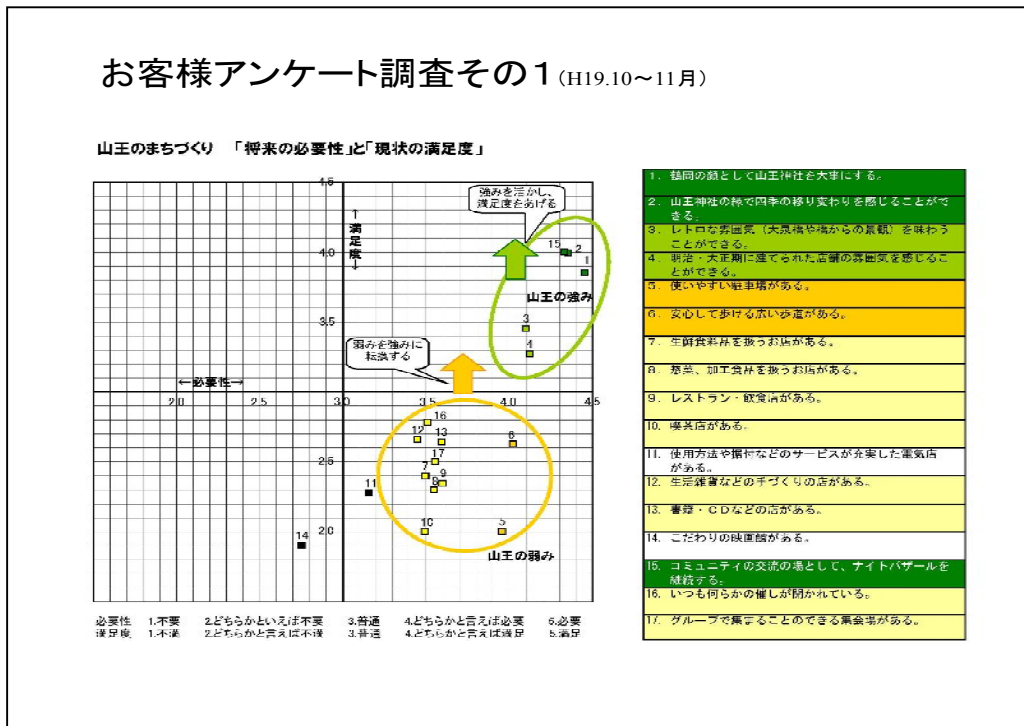 お客様アンケート調査その1(H19.10～11月)
山王のまちづくり 「将来の必要性」と「現状の満足度」
4.5
強みを活かし、
満足度をあげる
↑
満足度
↓
4.0
15
2
1
山王の強み
3.5
3
4
弱みを強みに
転換する
←必要性→
2.0
2.5
3.0
3.5
4.0
4.5
16
12
13
6
17
2.5
7
9
8
11
10
5
2.0
14
山王の弱み
必要性 1.不要 2.どちらかといえば不要 3.普通 4.どちらかと言えば必要 5.必要
満足度 1.不満 2.どちらかと言えば不満 3.普通 4.どちらかと言えば満足 5.満足
1. 鶴岡の顔として山王神社を大事にする。
2. 山王神社の緑で四季の移り変わりを感じることがで
きる。
3. レトロな雰囲気(大泉橋や橋からの景観)を味わう
ことができる。
4. 明治・大正期に建てられた店舗の雰囲気を感じるこ
とができる。
5. 使いやすい駐車場がある。
6. 安心して歩ける広い歩道がある。
7. 生鮮食料品を扱うお店がある。
8. 惣菜、加工食品を扱うお店がある。
9. レストラン・飲食店がある。
10. 喫茶店がある。
11. 使用方法や据付などのサービスが充実した電気店
がある。
12. 生活雑貨などの手づくりの店がある。
13. 書籍・CDなどの店がある。
14. こだわりの映画館がある。
15. コミュニティの交流の場として、ナイトバザールを
継続する。
16. いつも何らかの催しが開かれている。
17. グループで集まることのできる集会場がある。